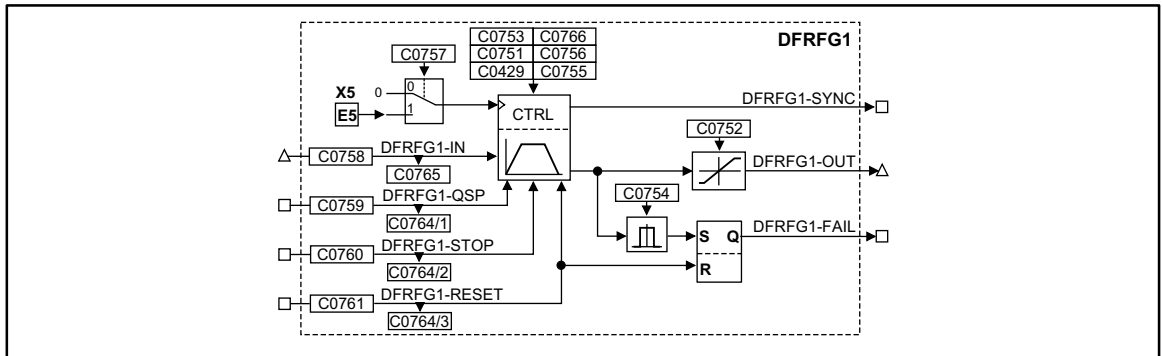 DFRFG1
C0753 C0766
C0757 C0751 C0756
C0429 C0755
X5 0 0
E5 1
CTRL
DFRFG1-SYNC
C0752
C0758 DFRFG1-IN
DFRFG1-OUT
C0765
C0759 DFRFG1-QSP
C0754
C0764/1
C0760 DFRFG1-STOP
S Q DFRFG1-FAIL
C0764/2
R
C0761 DFRFG1-RESET
C0764/3